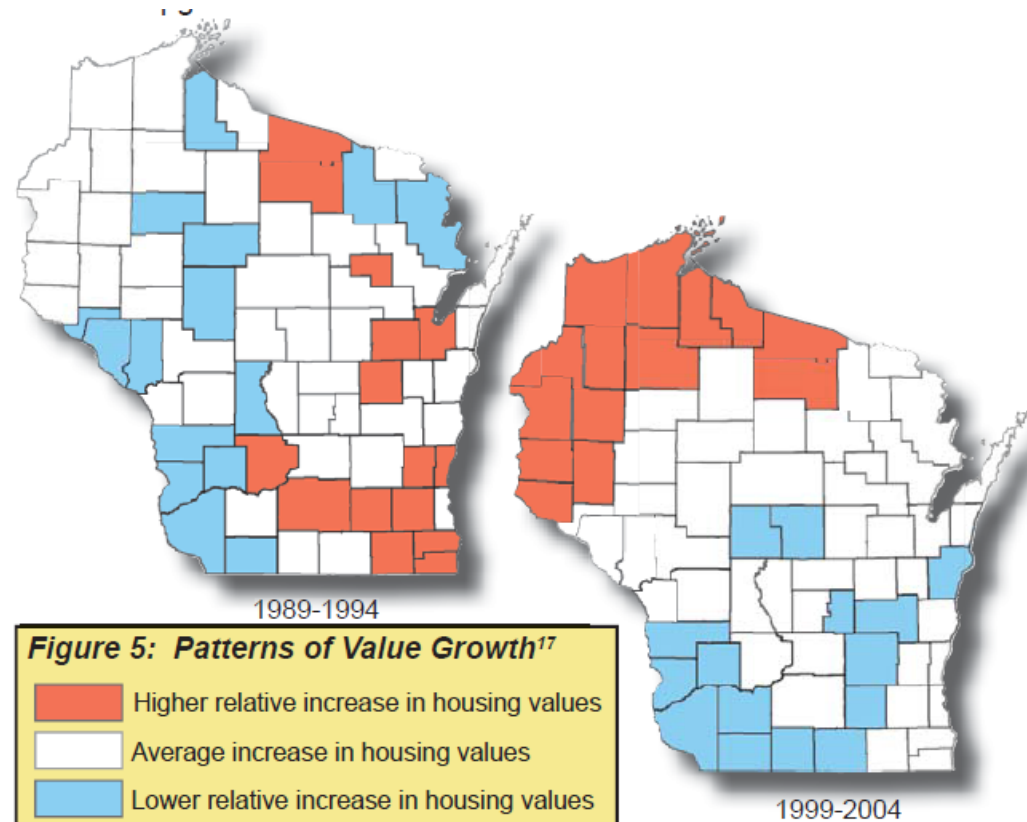 1989-1994
Figure 5: Patterns of Value Growth¹⁷
Higher relative increase in housing values
Average increase in housing values
Lower relative increase in housing values
1999-2004